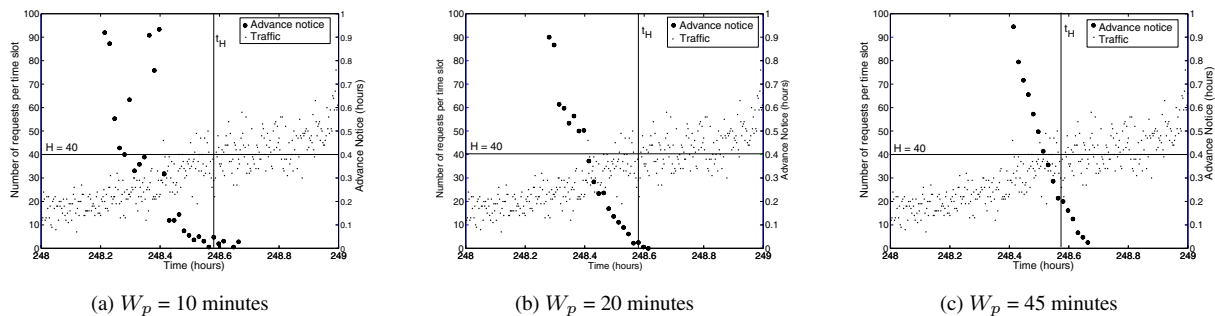 100
90
80
70
60
50
40
30
20
10
0
Number of requests per time slot
1
0.9
0.8
0.7
0.6
0.5
0.4
0.3
0.2
0.1
0
Advance Notice (hours)
Advance notice
Traffic
t_H
H = 40
248 248.2 248.4 248.6 248.8 249
Time (hours)
(a) W_p = 10 minutes
100
90
80
70
60
50
40
30
20
10
0
Number of requests per time slot
1
0.9
0.8
0.7
0.6
0.5
0.4
0.3
0.2
0.1
0
Advance Notice (hours)
Advance notice
Traffic
t_H
H = 40
248 248.2 248.4 248.6 248.8 249
Time (hours)
(b) W_p = 20 minutes
100
90
80
70
60
50
40
30
20
10
0
Number of requests per time slot
1
0.9
0.8
0.7
0.6
0.5
0.4
0.3
0.2
0.1
0
Advance Notice (hours)
Advance notice
Traffic
t_H
H = 40
248 248.2 248.4 248.6 248.8 249
Time (hours)
(c) W_p = 45 minutes